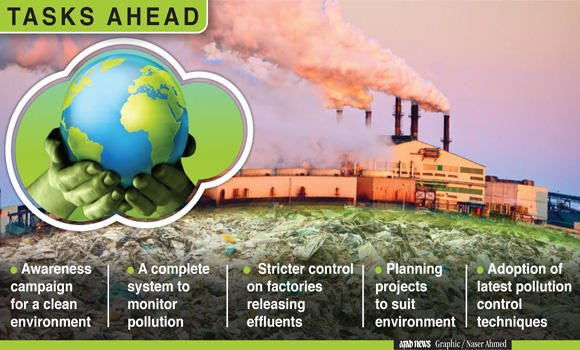 TASKS AHEAD
• Awareness
campaign
for a clean
environment
• A complete
system to
monitor
pollution
• Stricter control
on factories
releasing
effluents
• Planning
projects
to suit
environment
• Adoption of
latest pollution
control
techniques
ARAB NEWS Graphic / Naser Ahmed